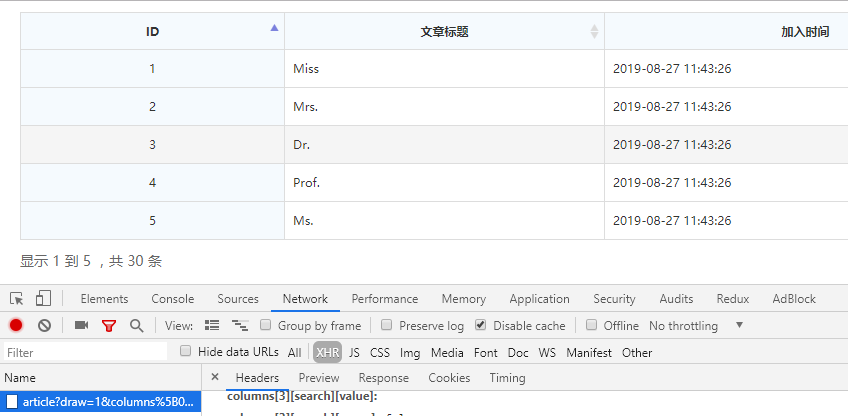 ID 文章标题 加入时间
1 Miss 2019-08-27 11:43:26
2 Mrs. 2019-08-27 11:43:26
3 Dr. 2019-08-27 11:43:26
4 Prof. 2019-08-27 11:43:26
5 Ms. 2019-08-27 11:43:26
显示 1 到 5 ，共 30 条
Elements Console Sources Network Performance Memory Application Security Audits Redux AdBlock
View: Group by frame Preserve log Disable cache Offline No throttling
Filter Hide data URLs All XHR JS CSS Img Media Font Doc WS Manifest Other
Name Headers Preview Response Cookies Timing
article?draw=1&columns%5B0... columns[3][search][value]: